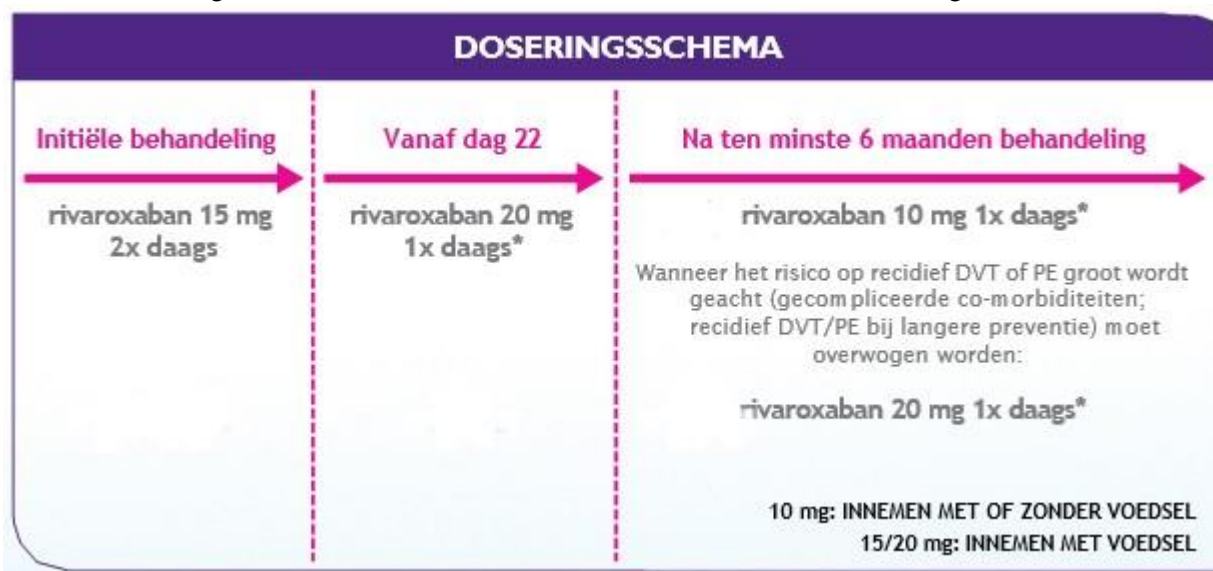 DOSERINGSSCHEMA
Initiële behandeling
rivaroxaban 15 mg
2x daags
Vanaf dag 22
rivaroxaban 20 mg
1x daags*
Na ten minste 6 maanden behandeling
rivaroxaban 10 mg 1x daags*
Wanneer het risico op recidief DVT of PE groot wordt
geacht (gecompliceerde co-morbiditeiten;
recidief DVT/PE bij langere preventie) moet
overwogen worden:
rivaroxaban 20 mg 1x daags*
10 mg: INNEMEN MET OF ZONDER VOEDSEL
15/20 mg: INNEMEN MET VOEDSEL